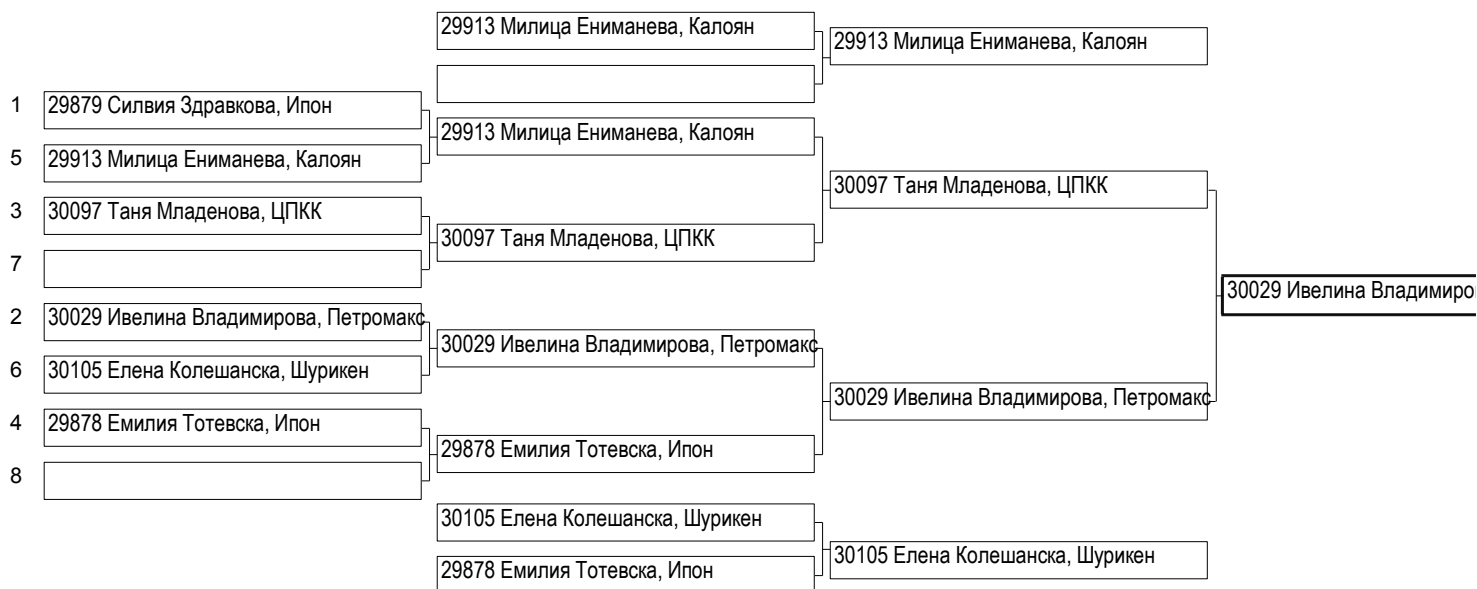 29913 Милица Ениманева, Калоян
29913 Милица Ениманева, Калоян
1 29879 Силвия Здравкова, Ипон
29913 Милица Ениманева, Калоян
5 29913 Милица Ениманева, Калоян
30097 Таня Младенова, ЦПКК
3 30097 Таня Младенова, ЦПКК
30097 Таня Младенова, ЦПКК
7
30029 Ивелина Владимиро
2 30029 Ивелина Владимирова, Петромакс
30029 Ивелина Владимирова, Петромакс
6 30105 Елена Колешанска, Шурикен
30029 Ивелина Владимирова, Петромакс
4 29878 Емилия Тотевска, Ипон
29878 Емилия Тотевска, Ипон
8
30105 Елена Колешанска, Шурикен
30105 Елена Колешанска, Шурикен
29878 Емилия Тотевска, Ипон